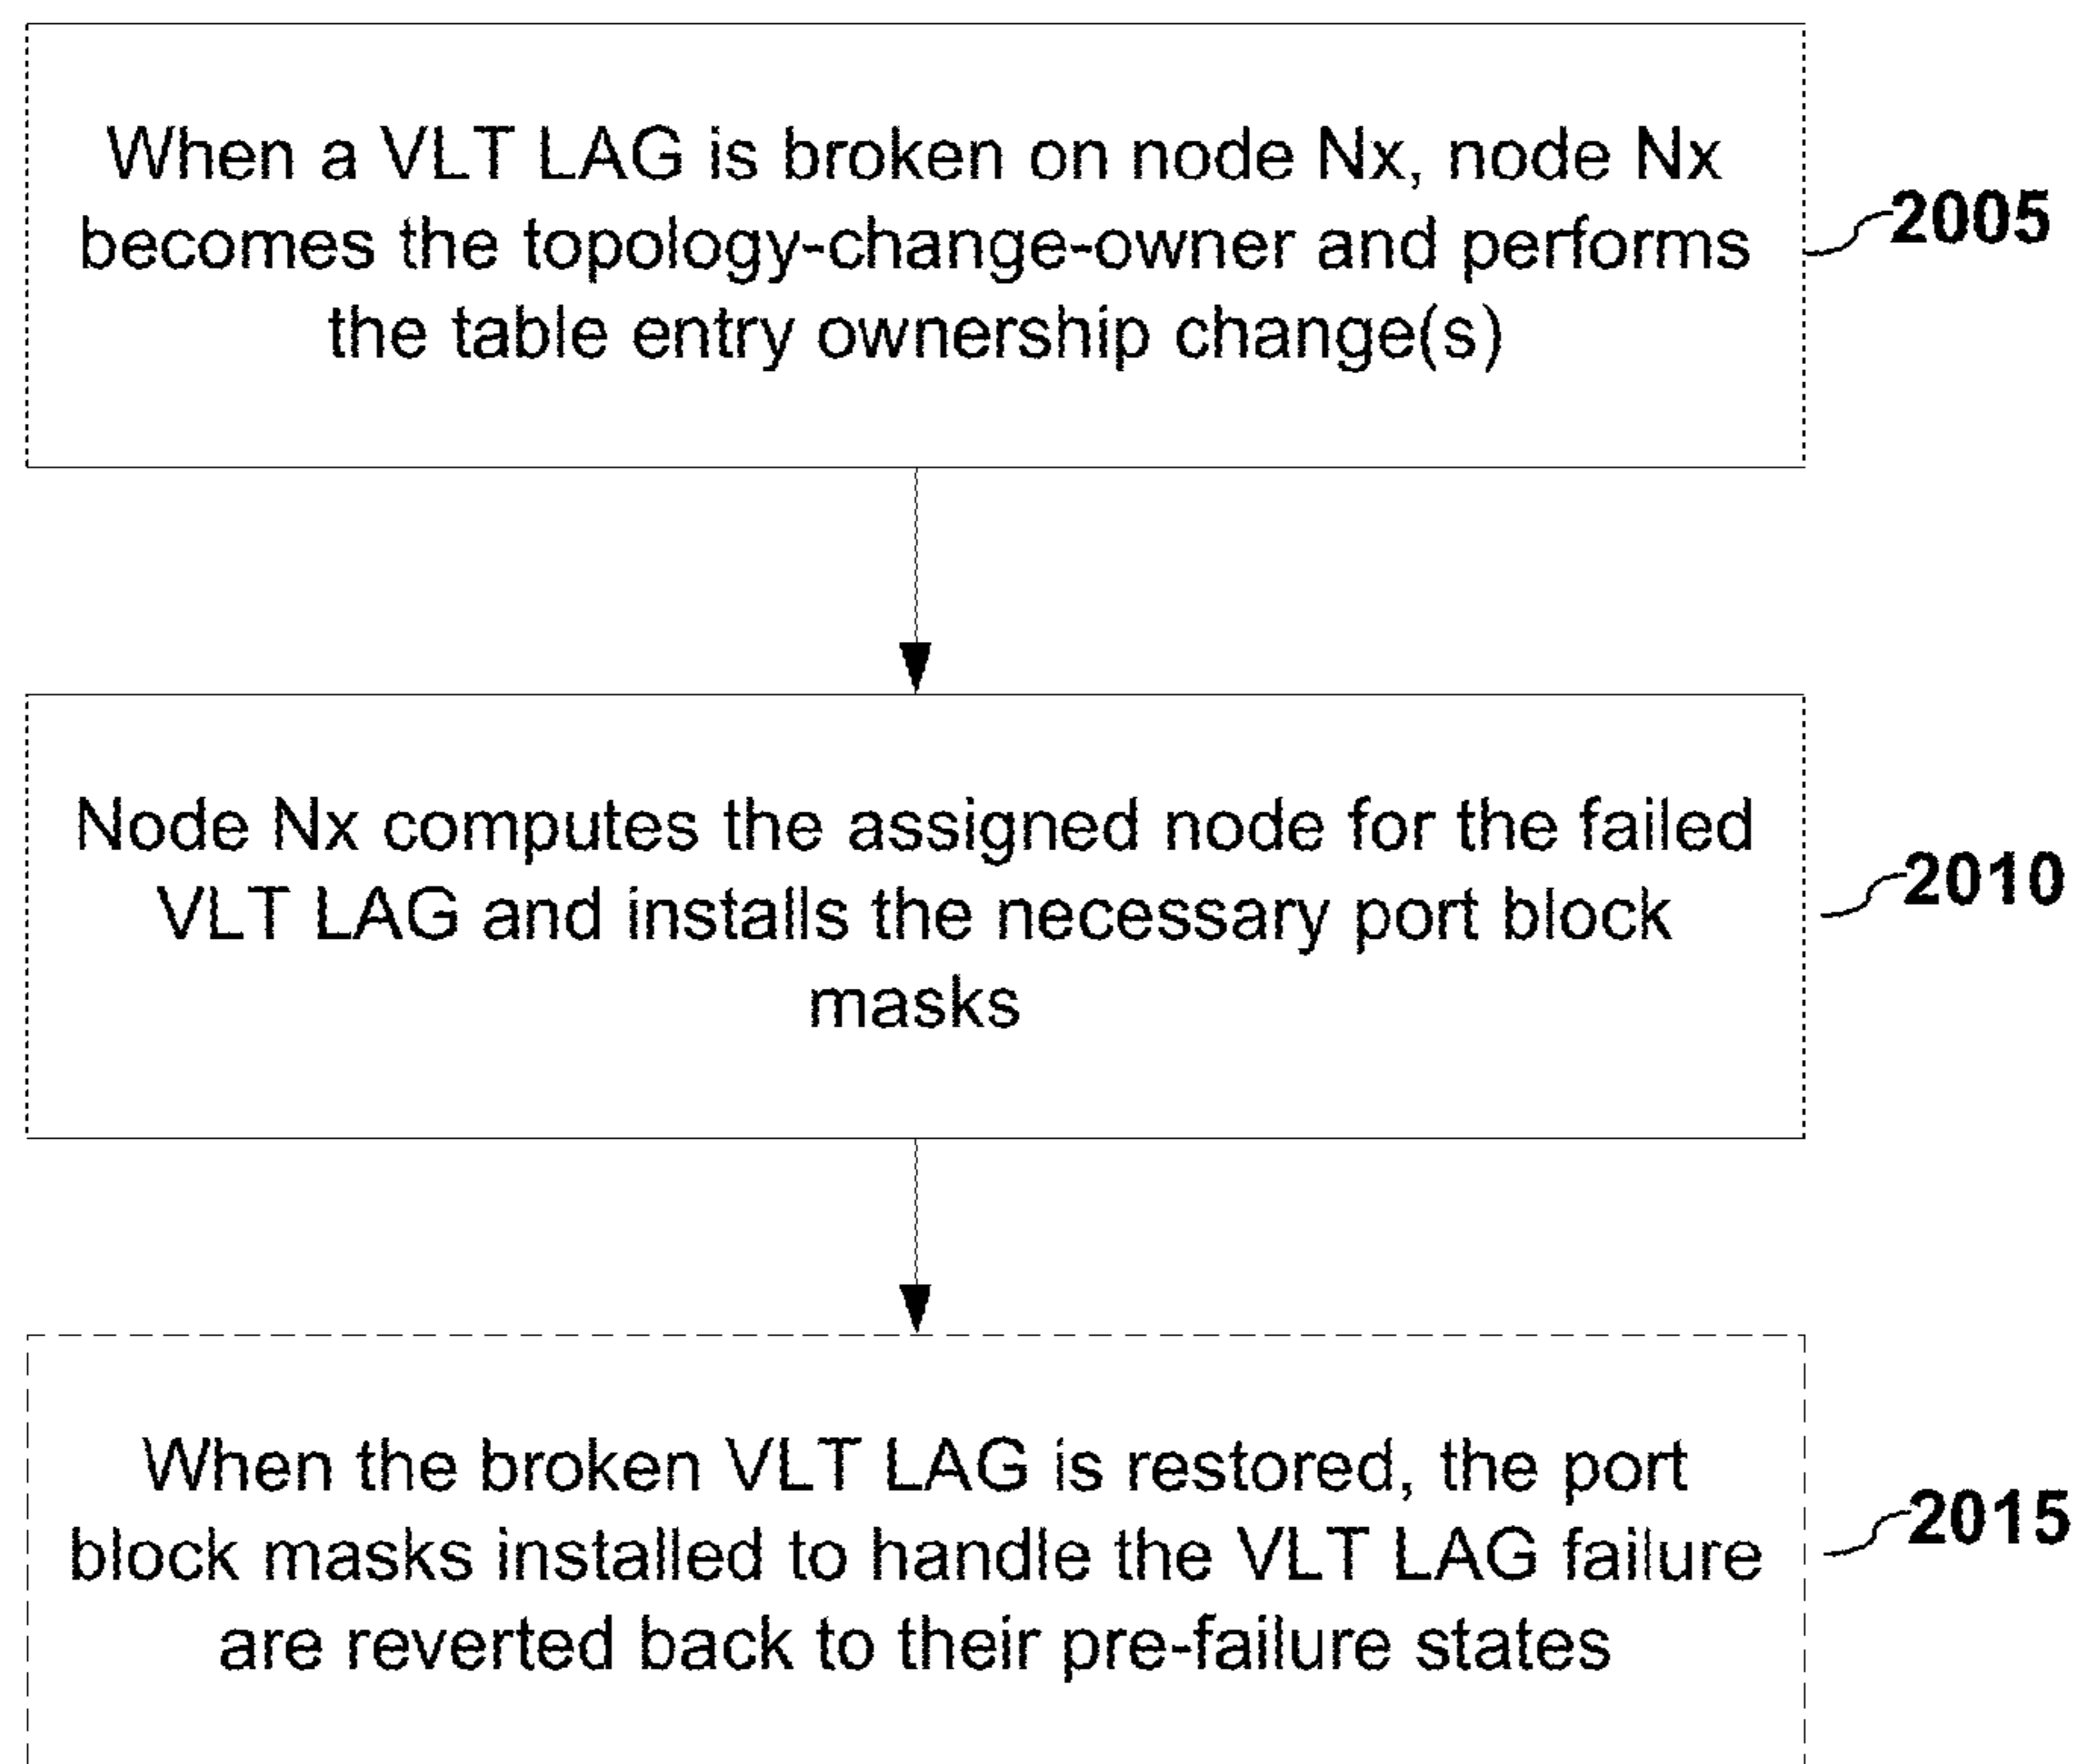 When a VLT LAG is broken on node Nx, node Nx
becomes the topology-change-owner and performs
the table entry ownership change(s)
2005
Node Nx computes the assigned node for the failed
VLT LAG and installs the necessary port block
masks
2010
When the broken VLT LAG is restored, the port
block masks installed to handle the VLT LAG failure
are reverted back to their pre-failure states
2015